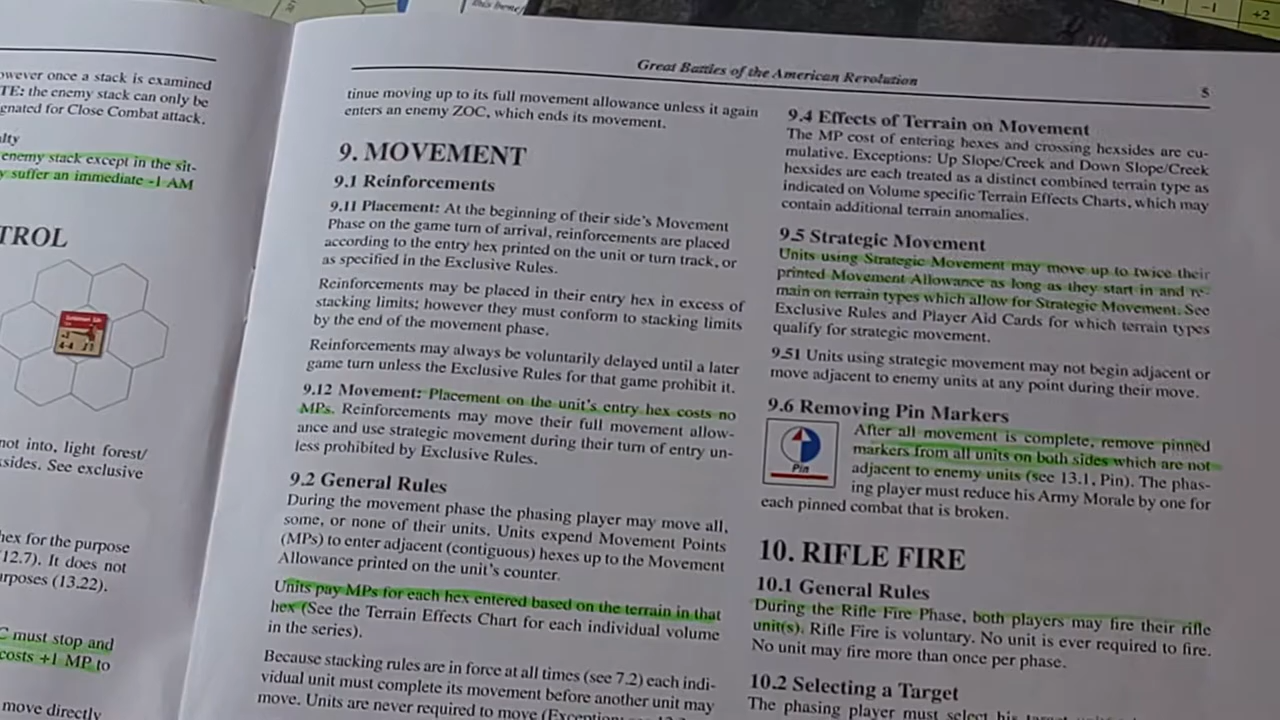 this benef
-1
+2
owever once a stack is examined
TE: the enemy stack can only be
gnated for Close Combat attack.
alty
enemy stack except in the sit-
y suffer an immediate -1 AM
TROL
not into, light forest/
sides. See exclusive
hex for the purpose
12.7). It does not
rposes (13.22).
C must stop and
costs +1 MP to
move directly
Great Battles of the American Revolution
5
tinue moving up to its full movement allowance unless it again
enters an enemy ZOC, which ends its movement.
9. MOVEMENT
9.1 Reinforcements
9.11 Placement: At the beginning of their side's Movement
Phase on the game turn of arrival, reinforcements are placed
according to the entry hex printed on the unit or turn track, or
as specified in the Exclusive Rules.
Reinforcements may be placed in their entry hex in excess of
stacking limits; however they must conform to stacking limits
by the end of the movement phase.
Reinforcements may always be voluntarily delayed until a later
game turn unless the Exclusive Rules for that game prohibit it.
9.12 Movement: Placement on the unit's entry hex costs no
MPs. Reinforcements may move their full movement allow-
ance and use strategic movement during their turn of entry un-
less prohibited by Exclusive Rules.
9.2 General Rules
During the movement phase the phasing player may move all,
some, or none of their units. Units expend Movement Points
(MPs) to enter adjacent (contiguous) hexes up to the Movement
Allowance printed on the unit's counter.
Units pay MPs for each hex entered based on the terrain in that
hex (See the Terrain Effects Chart for each individual volume
in the series).
Because stacking rules are in force at all times (see 7.2) each indi-
vidual unit must complete its movement before another unit may
move. Units are never required to move (Exception:
9.4 Effects of Terrain on Movement
The MP cost of entering hexes and crossing hexsides are cu-
mulative. Exceptions: Up Slope/Creek and Down Slope/Creek
hexsides are each treated as a distinct combined terrain type as
indicated on Volume specific Terrain Effects Charts, which may
contain additional terrain anomalies.
9.5 Strategic Movement
Units using Strategic Movement may move up to twice their
printed Movement Allowance as long as they start in and re-
main on terrain types which allow for Strategic Movement. See
Exclusive Rules and Player Aid Cards for which terrain types
qualify for strategic movement.
9.51 Units using strategic movement may not begin adjacent or
move adjacent to enemy units at any point during their move.
9.6 Removing Pin Markers
Pin
After all movement is complete, remove pinned
markers from all units on both sides which are not
adjacent to enemy units (see 13.1, Pin). The phas-
ing player must reduce his Army Morale by one for
each pinned combat that is broken.
10. RIFLE FIRE
10.1 General Rules
During the Rifle Fire Phase, both players may fire their rifle
unit(s). Rifle Fire is voluntary. No unit is ever required to fire.
No unit may fire more than once per phase.
10.2 Selecting a Target
The phasing player must select his target